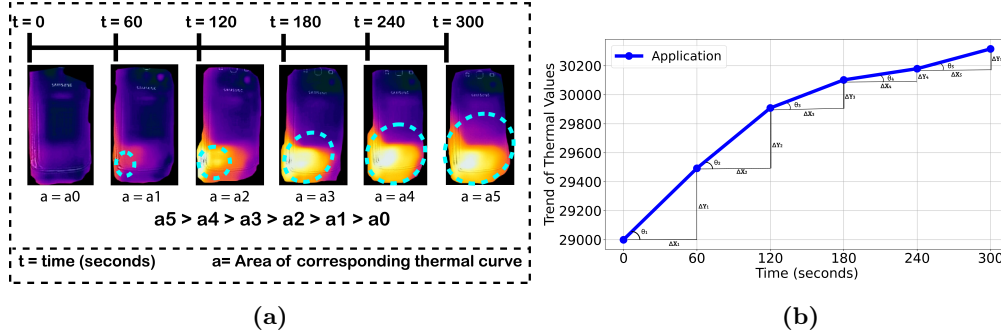 t = 0 t = 60 t = 120 t = 180 t = 240 t = 300
a = a0 a = a1 a = a2 a = a3 a = a4 a = a5
a5 > a4 > a3 > a2 > a1 > a0
t = time (seconds) a= Area of corresponding thermal curve
(a)
Application
Trend of Thermal Values
30200
30000
29800
29600
29400
29200
29000
θ₁ ΔX₁ ΔY₁
θ₂ ΔX₂ ΔY₂
θ₃ ΔX₃ ΔY₃
θ₄ ΔX₄ ΔY₄
θ₅ ΔX₅
0 60 120 180 240 300
Time (seconds)
(b)